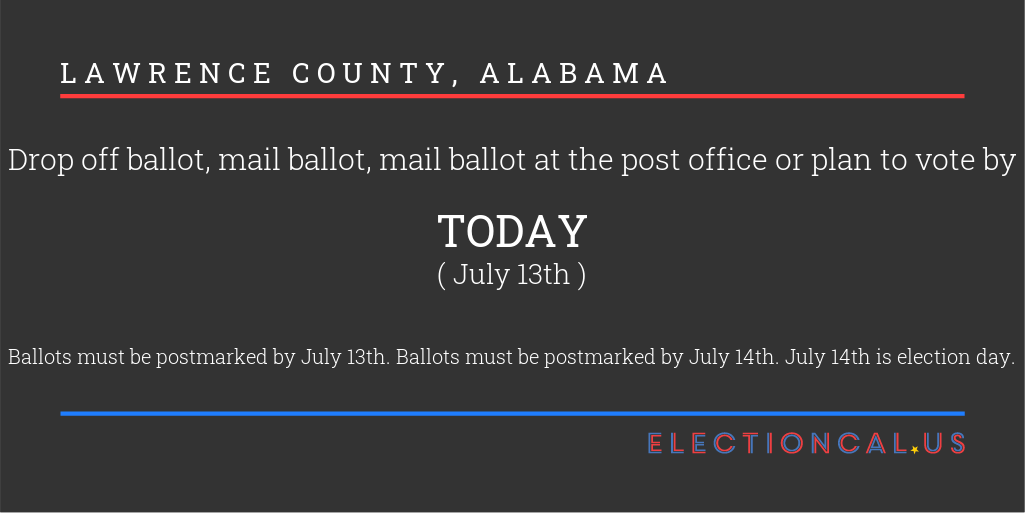 LAWRENCE COUNTY, ALABAMA
Drop off ballot, mail ballot, mail ballot at the post office or plan to vote by
TODAY
( July 13th )
Ballots must be postmarked by July 13th. Ballots must be postmarked by July 14th. July 14th is election day.
ELECTIONCAL.US